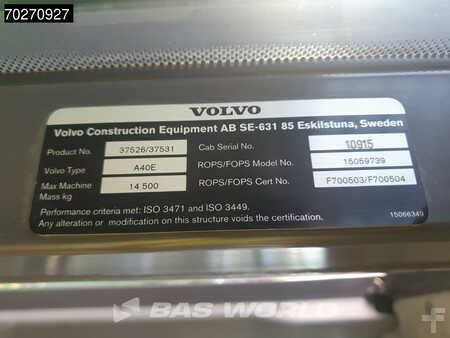 70270927
VOLVO
Volvo Construction Equipment AB SE-631 85 Eskilstuna, Sweden
Product No. 37526/37531 Cab Serial No. 10915
Volvo Type A40E ROPS/FOPS Model No. 15059739
Max Machine Mass kg 14 500 ROPS/FOPS Cert No. F700503/F700504
Performance criteria met: ISO 3471 and ISO 3449.
Any alteration or modification on this structure voids the certification. 15066349
BAS WORLD